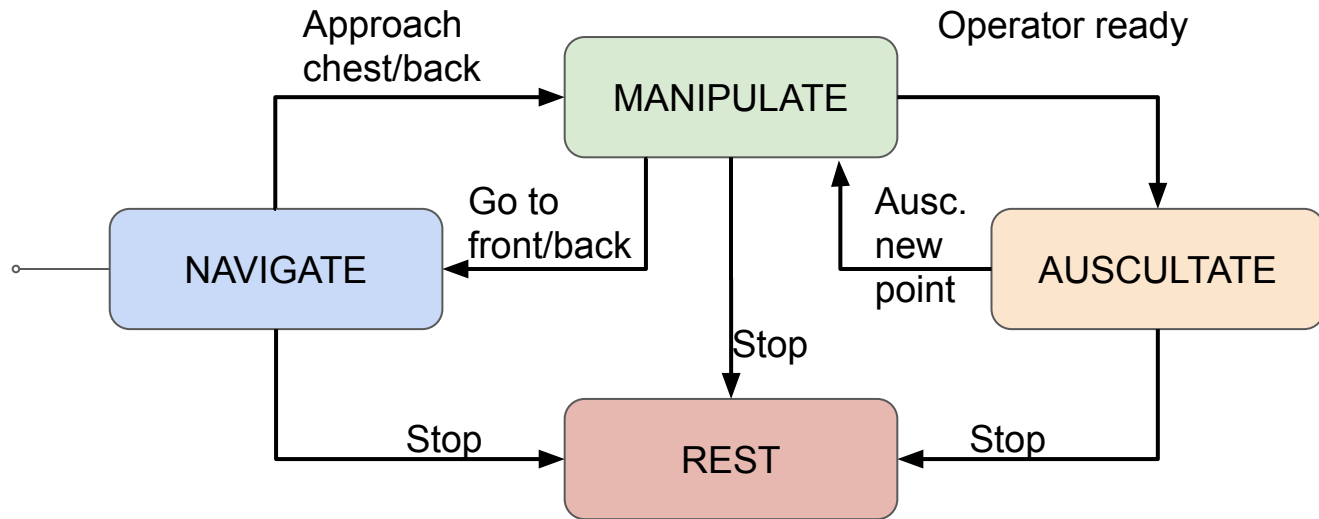 Approach
chest/back
Operator ready
MANIPULATE
Go to
front/back
Ausc.
new
point
NAVIGATE
AUSCULTATE
Stop
Stop
Stop
REST